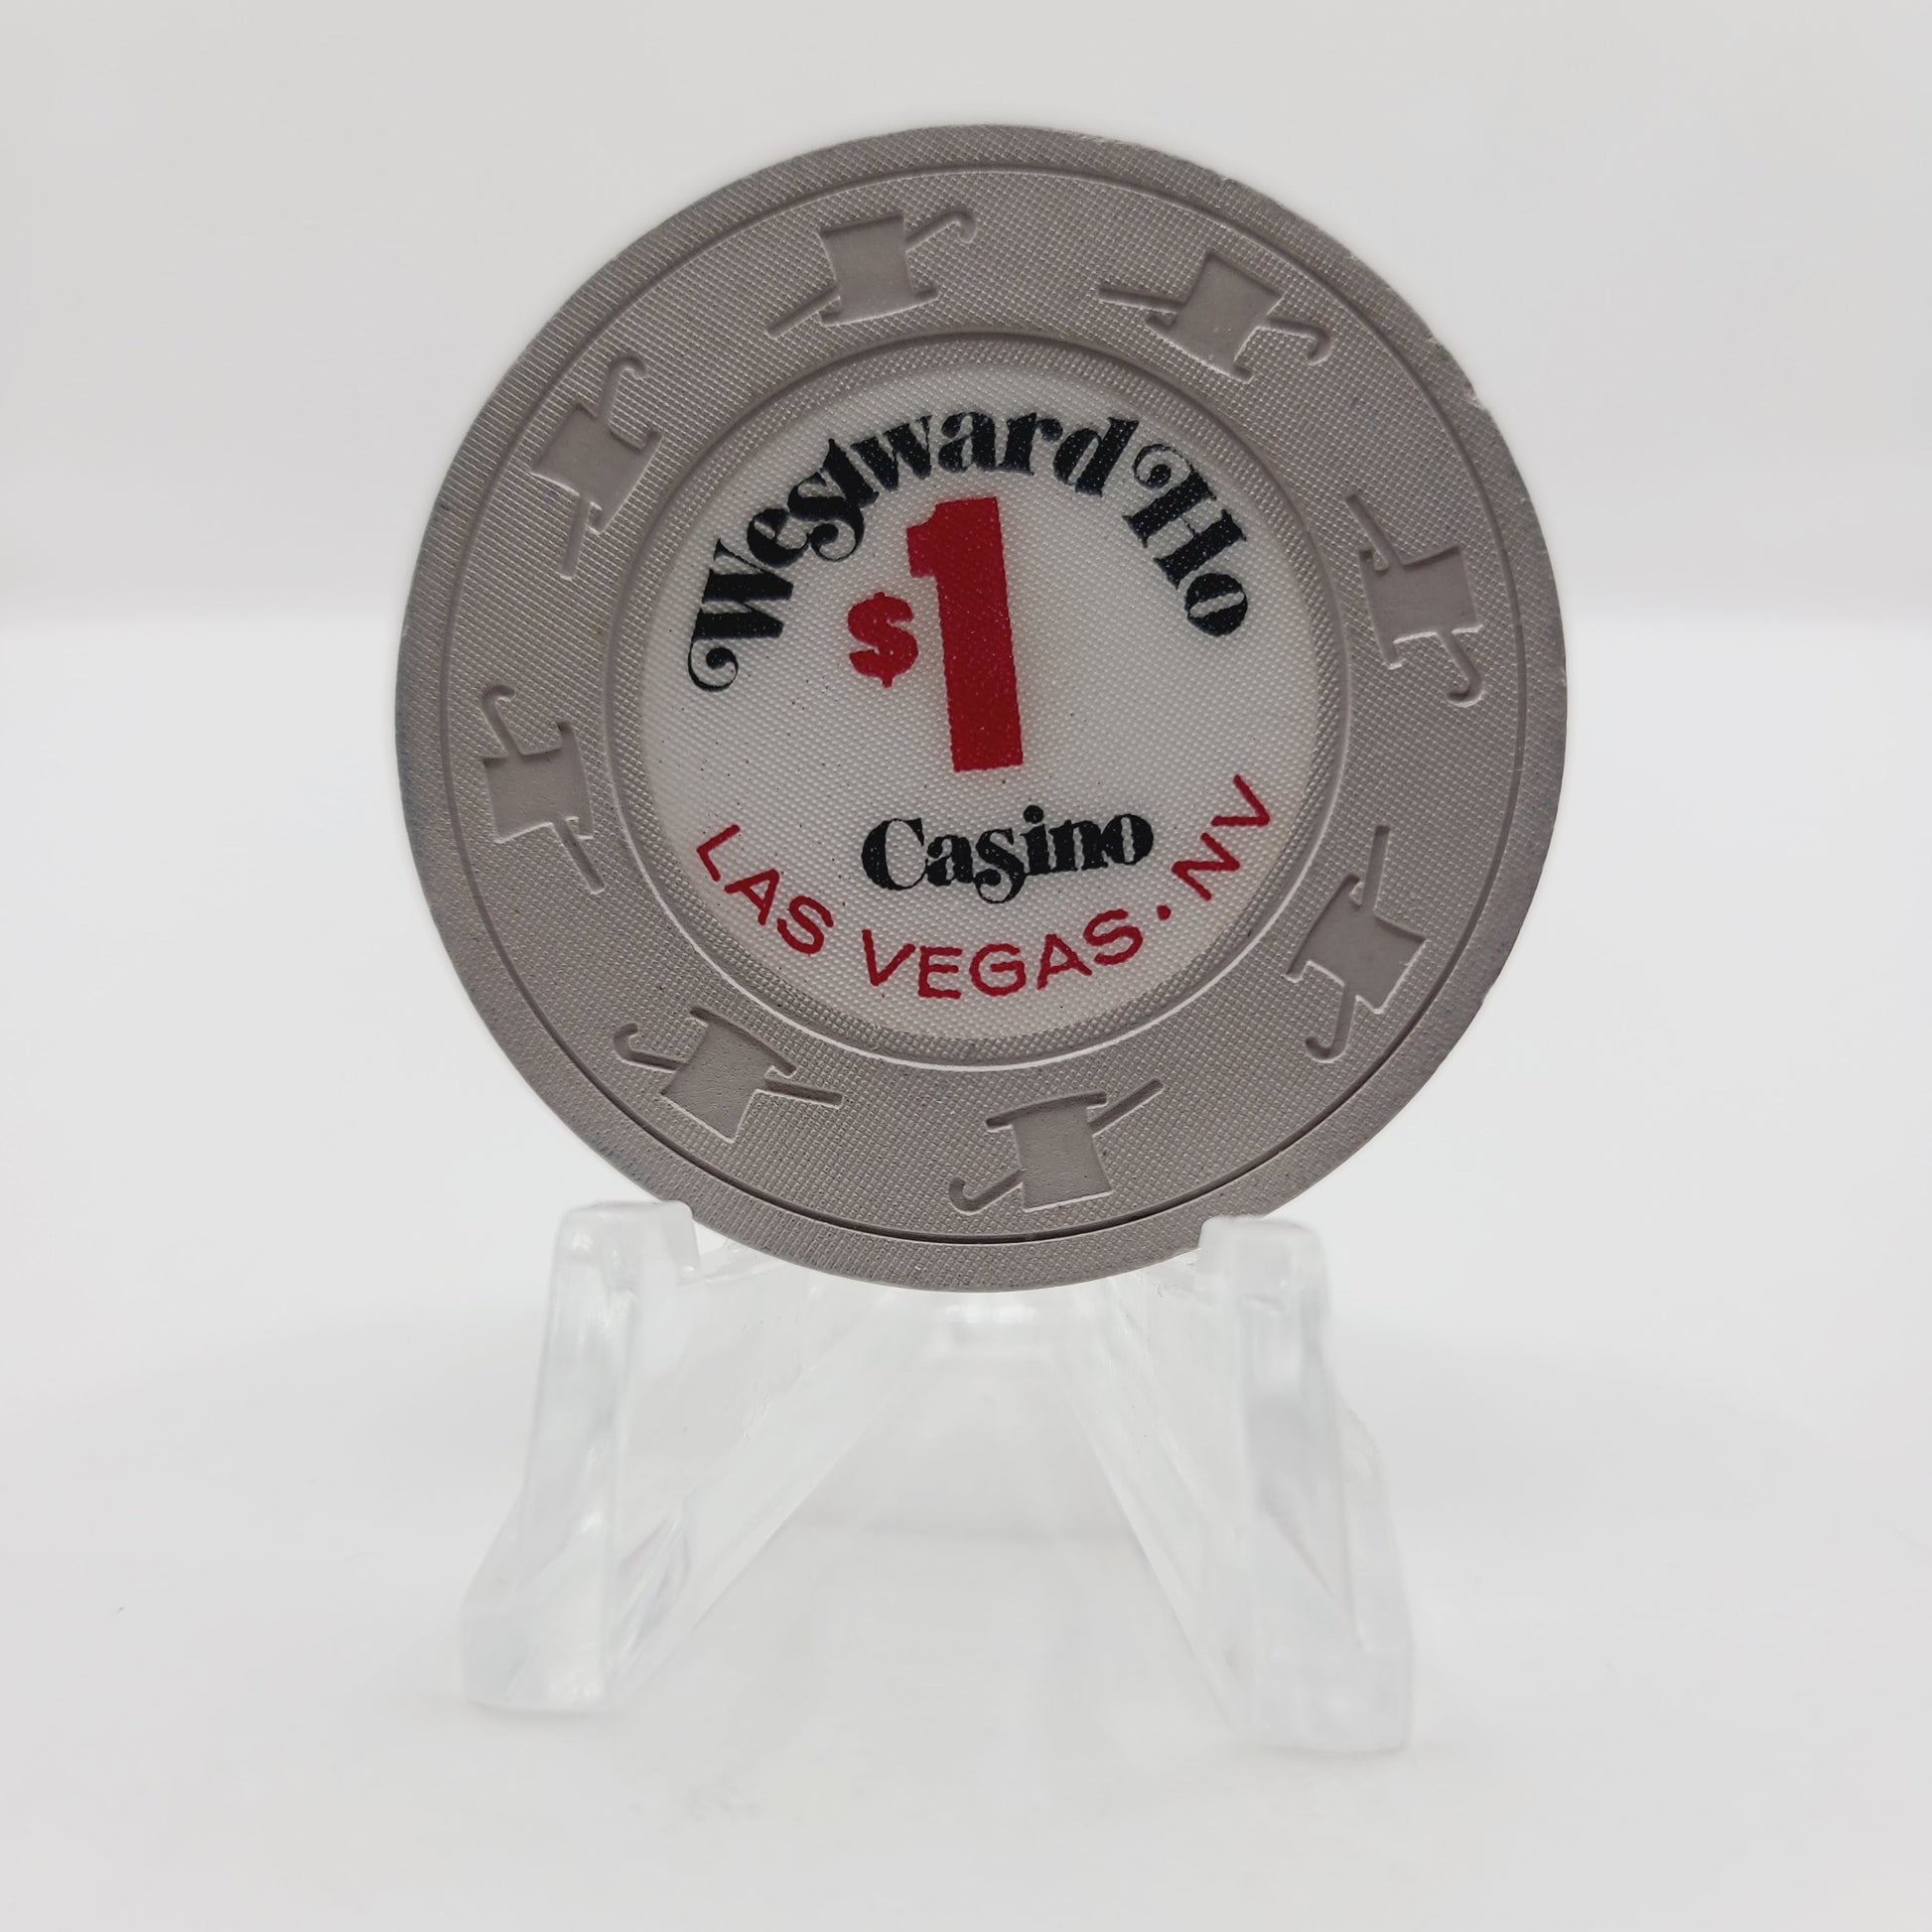 Westward Ho
$1
Casino
LAS VEGAS • NV